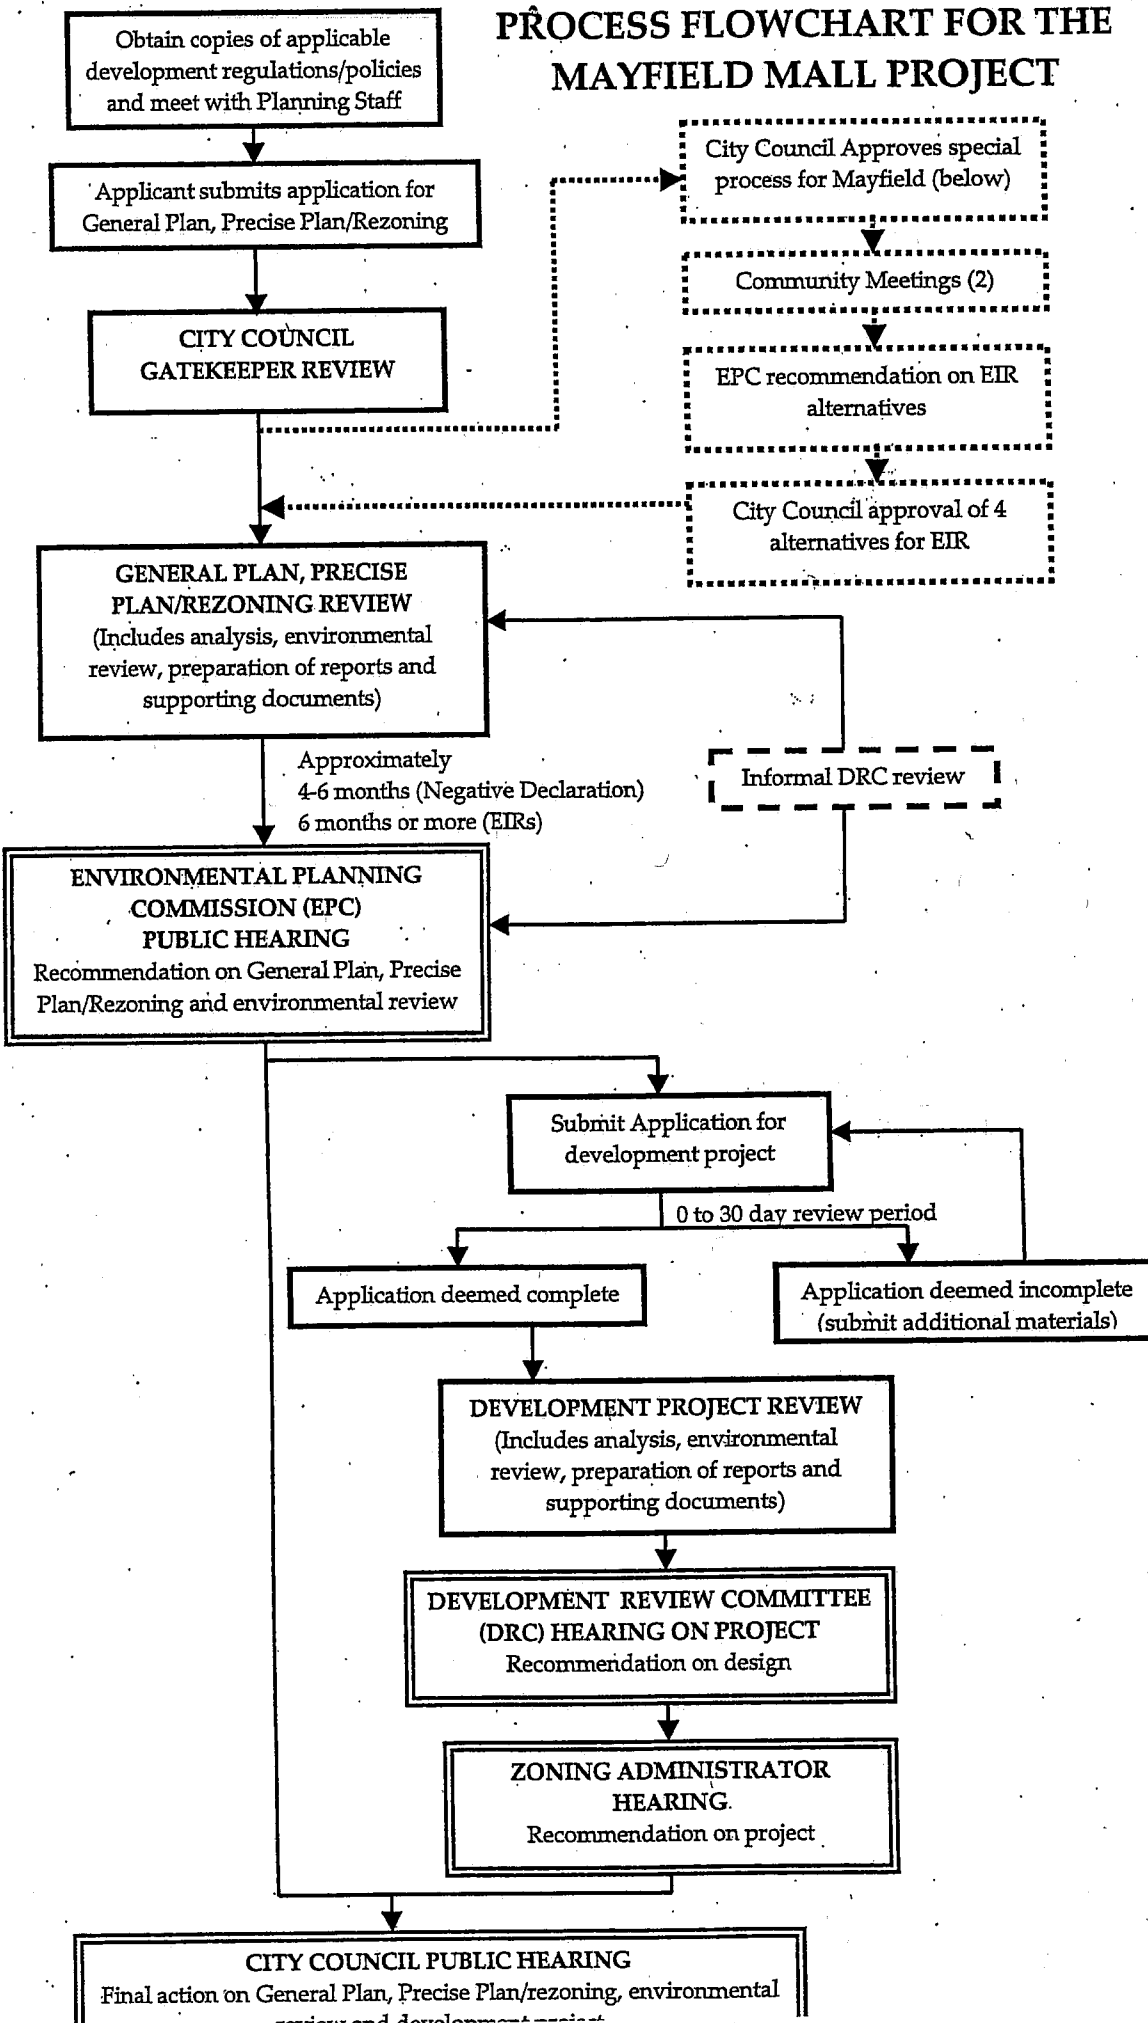 PROCESS FLOWCHART FOR THE
MAYFIELD MALL PROJECT
Obtain copies of applicable
development regulations/policies
and meet with Planning Staff
Applicant submits application for
General Plan, Precise Plan/Rezoning
CITY COUNCIL
GATEKEEPER REVIEW
City Council Approves special
process for Mayfield (below)
Community Meetings (2)
EPC recommendation on EIR
alternatives
City Council approval of 4
alternatives for EIR
GENERAL PLAN, PRECISE
PLAN/REZONING REVIEW
(Includes analysis, environmental
review, preparation of reports and
supporting documents)
Approximately
4-6 months (Negative Declaration)
6 months or more (EIRs)
Informal DRC review
ENVIRONMENTAL PLANNING
COMMISSION (EPC)
PUBLIC HEARING
Recommendation on General Plan, Precise
Plan/Rezoning and environmental review
Submit Application for
development project
0 to 30 day review period
Application deemed complete
Application deemed incomplete
(submit additional materials)
DEVELOPMENT PROJECT REVIEW
(Includes analysis, environmental
review, preparation of reports and
supporting documents)
DEVELOPMENT REVIEW COMMITTEE
(DRC) HEARING ON PROJECT
Recommendation on design
ZONING ADMINISTRATOR
HEARING
Recommendation on project
CITY COUNCIL PUBLIC HEARING
Final action on General Plan, Precise Plan/rezoning, environmental
review and development project